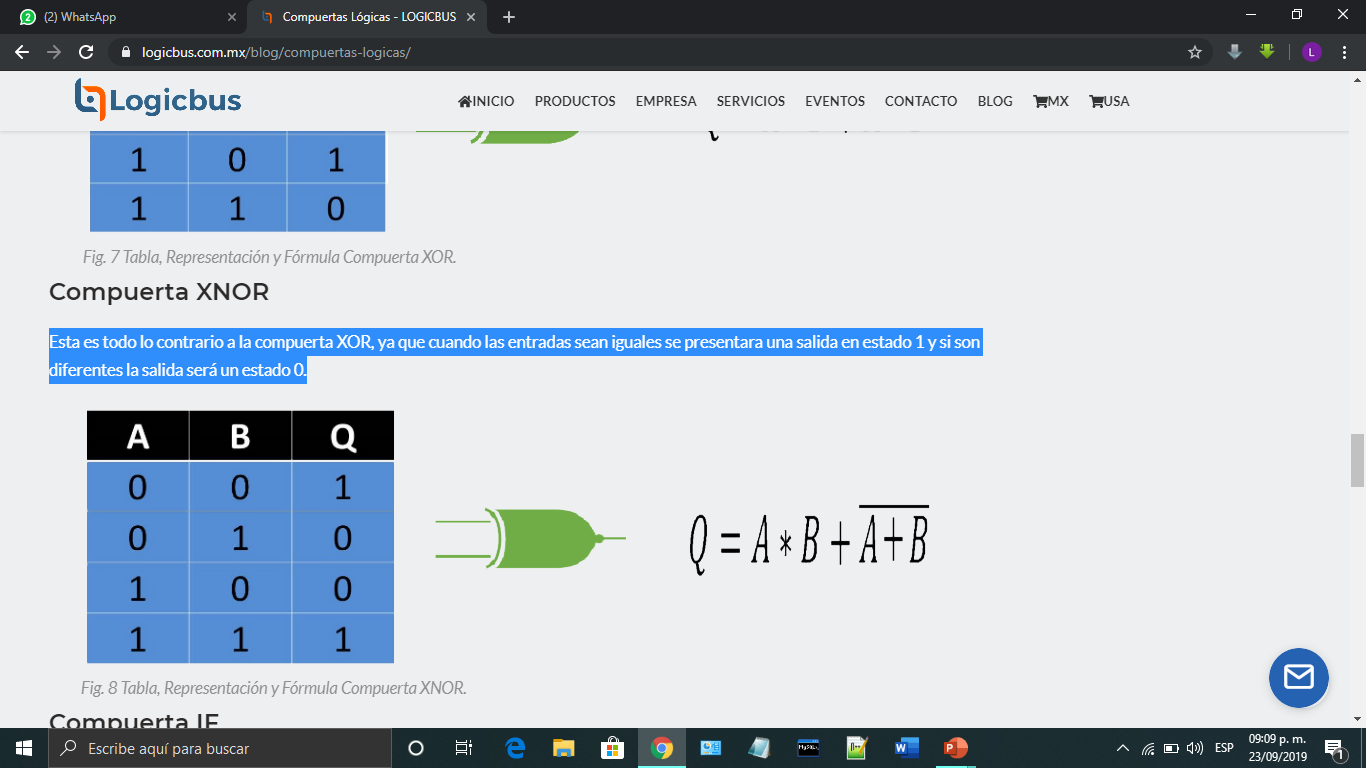 (2) WhatsApp
Compuertas Lógicas - LOGICBUS
logicbus.com.mx/blog/compuertas-logicas/
L
Logicbus
INICIO PRODUCTOS EMPRESA SERVICIOS EVENTOS CONTACTO BLOG MX USA
1 0 1
1 1 0
Fig. 7 Tabla, Representación y Fórmula Compuerta XOR.
Compuerta XNOR
Esta es todo lo contrario a la compuerta XOR, ya que cuando las entradas sean iguales se presentara una salida en estado 1 y si son
diferentes la salida será un estado 0.
A B Q
0 0 1
0 1 0
1 0 0
1 1 1
Q = A * B + \overline{A + B}
Fig. 8 Tabla, Representación y Fórmula Compuerta XNOR.
Compuerta IF
Escribe aquí para buscar
ESP
09:09 p. m.
23/09/2019
1